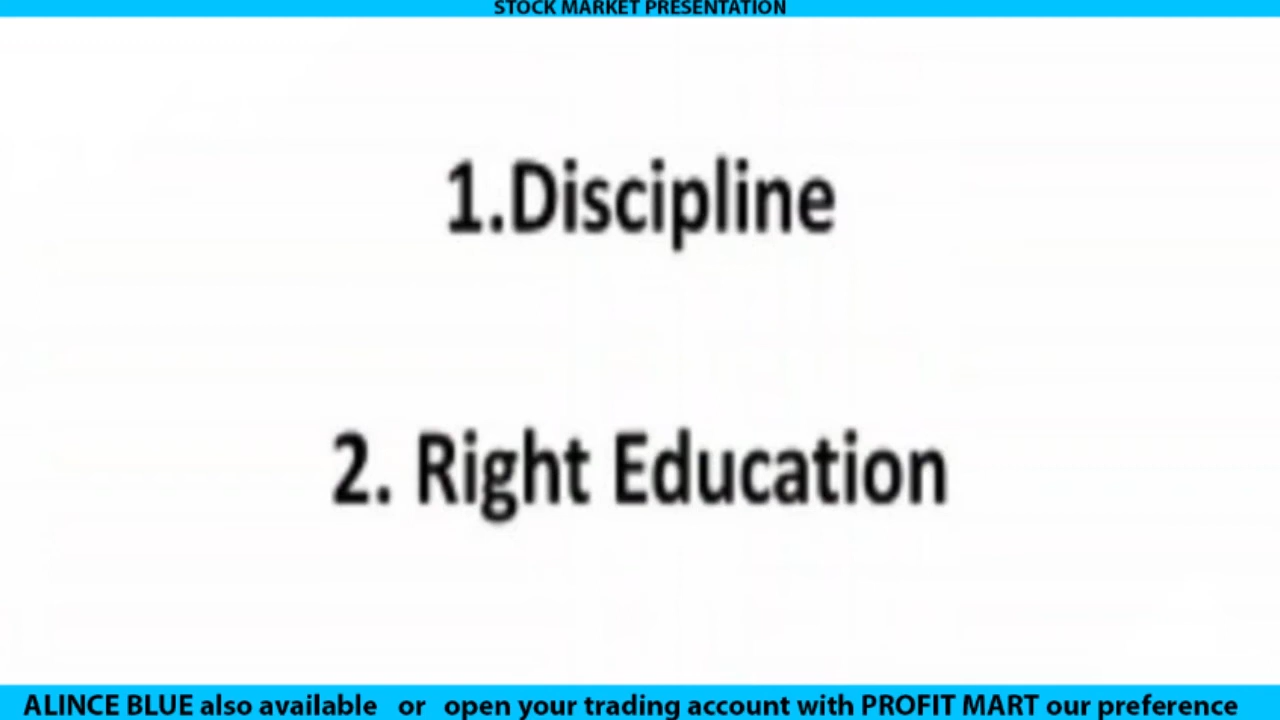 STOCK MARKET PRESENTATION
1.Discipline
2. Right Education
ALINCE BLUE also available or open your trading account with PROFIT MART our preference